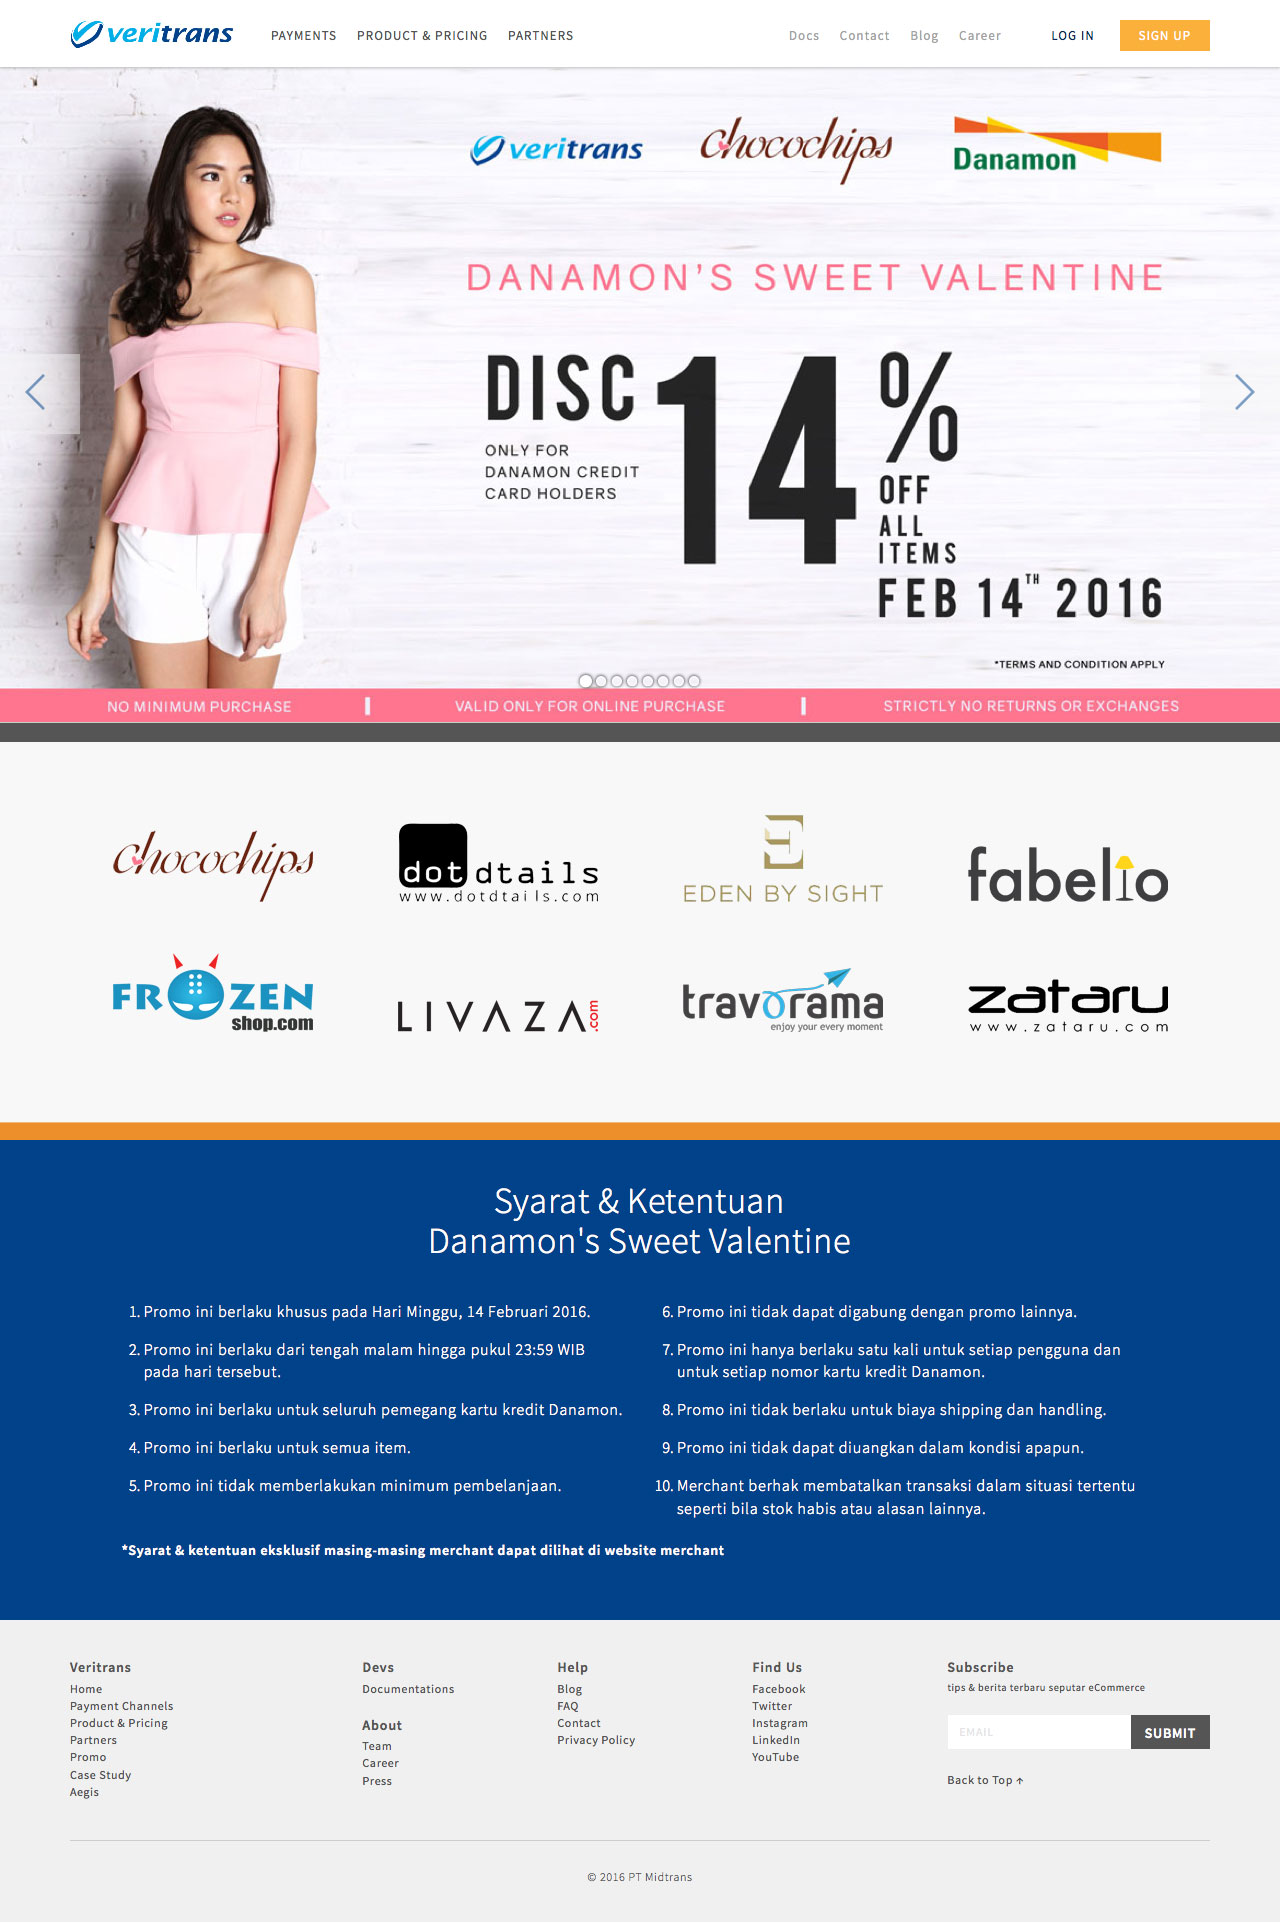 veritrans
PAYMENTS PRODUCT & PRICING PARTNERS Docs Contact Blog Career LOG IN SIGN UP
veritrans chocochips Danamon
DANAMON'S SWEET VALENTINE
DISC 14% OFF ALL ITEMS
ONLY FOR
DANAMON CREDIT
CARD HOLDERS
FEB 14TH 2016
*TERMS AND CONDITION APPLY
NO MINIMUM PURCHASE | VALID ONLY FOR ONLINE PURCHASE | STRICTLY NO RETURNS OR EXCHANGES
chocochips
dotdtails
www.dotdtails.com
EDEN BY SIGHT
fabelio
FROZEN
shop.com
LIVAZA.com
travorama
enjoy your every moment
zataru
www.zataru.com
Syarat & Ketentuan
Danamon's Sweet Valentine
1. Promo ini berlaku khusus pada Hari Minggu, 14 Februari 2016.
2. Promo ini berlaku dari tengah malam hingga pukul 23:59 WIB
pada hari tersebut.
3. Promo ini berlaku untuk seluruh pemegang kartu kredit Danamon.
4. Promo ini berlaku untuk semua item.
5. Promo ini tidak memberlakukan minimum pembelanjaan.
6. Promo ini tidak dapat digabung dengan promo lainnya.
7. Promo ini hanya berlaku satu kali untuk setiap pengguna dan
untuk setiap nomor kartu kredit Danamon.
8. Promo ini tidak berlaku untuk biaya shipping dan handling.
9. Promo ini tidak dapat diuangkan dalam kondisi apapun.
10. Merchant berhak membatalkan transaksi dalam situasi tertentu
seperti bila stok habis atau alasan lainnya.
*Syarat & ketentuan eksklusif masing-masing merchant dapat dilihat di website merchant
Veritrans
Home
Payment Channels
Product & Pricing
Partners
Promo
Case Study
Aegis
Devs
Documentations
About
Team
Career
Press
Help
Blog
FAQ
Contact
Privacy Policy
Find Us
Facebook
Twitter
Instagram
LinkedIn
YouTube
Subscribe
tips & berita terbaru seputar eCommerce
EMAIL SUBMIT
Back to Top ↑
© 2016 PT Midtrans